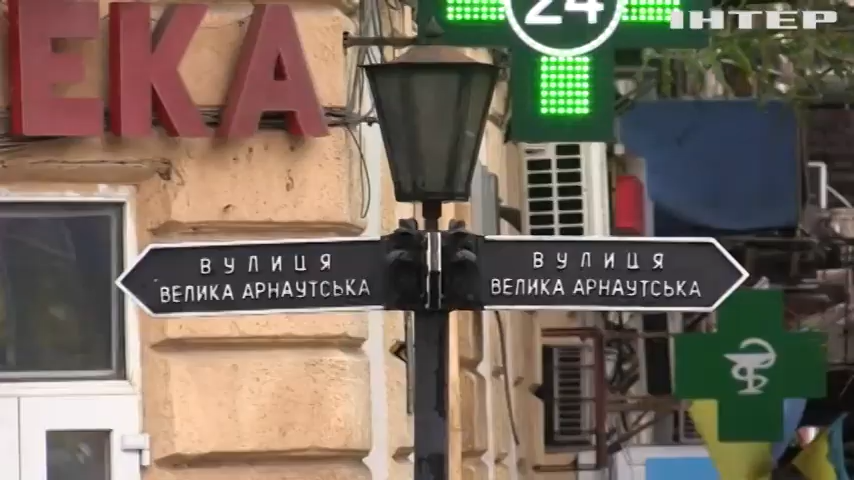 ІНТЕР
24
ЕКА
ВУЛИЦЯ
ВЕЛИКА АРНАУТСЬКА
ВУЛИЦЯ
ВЕЛИКА АРНАУТСЬКА